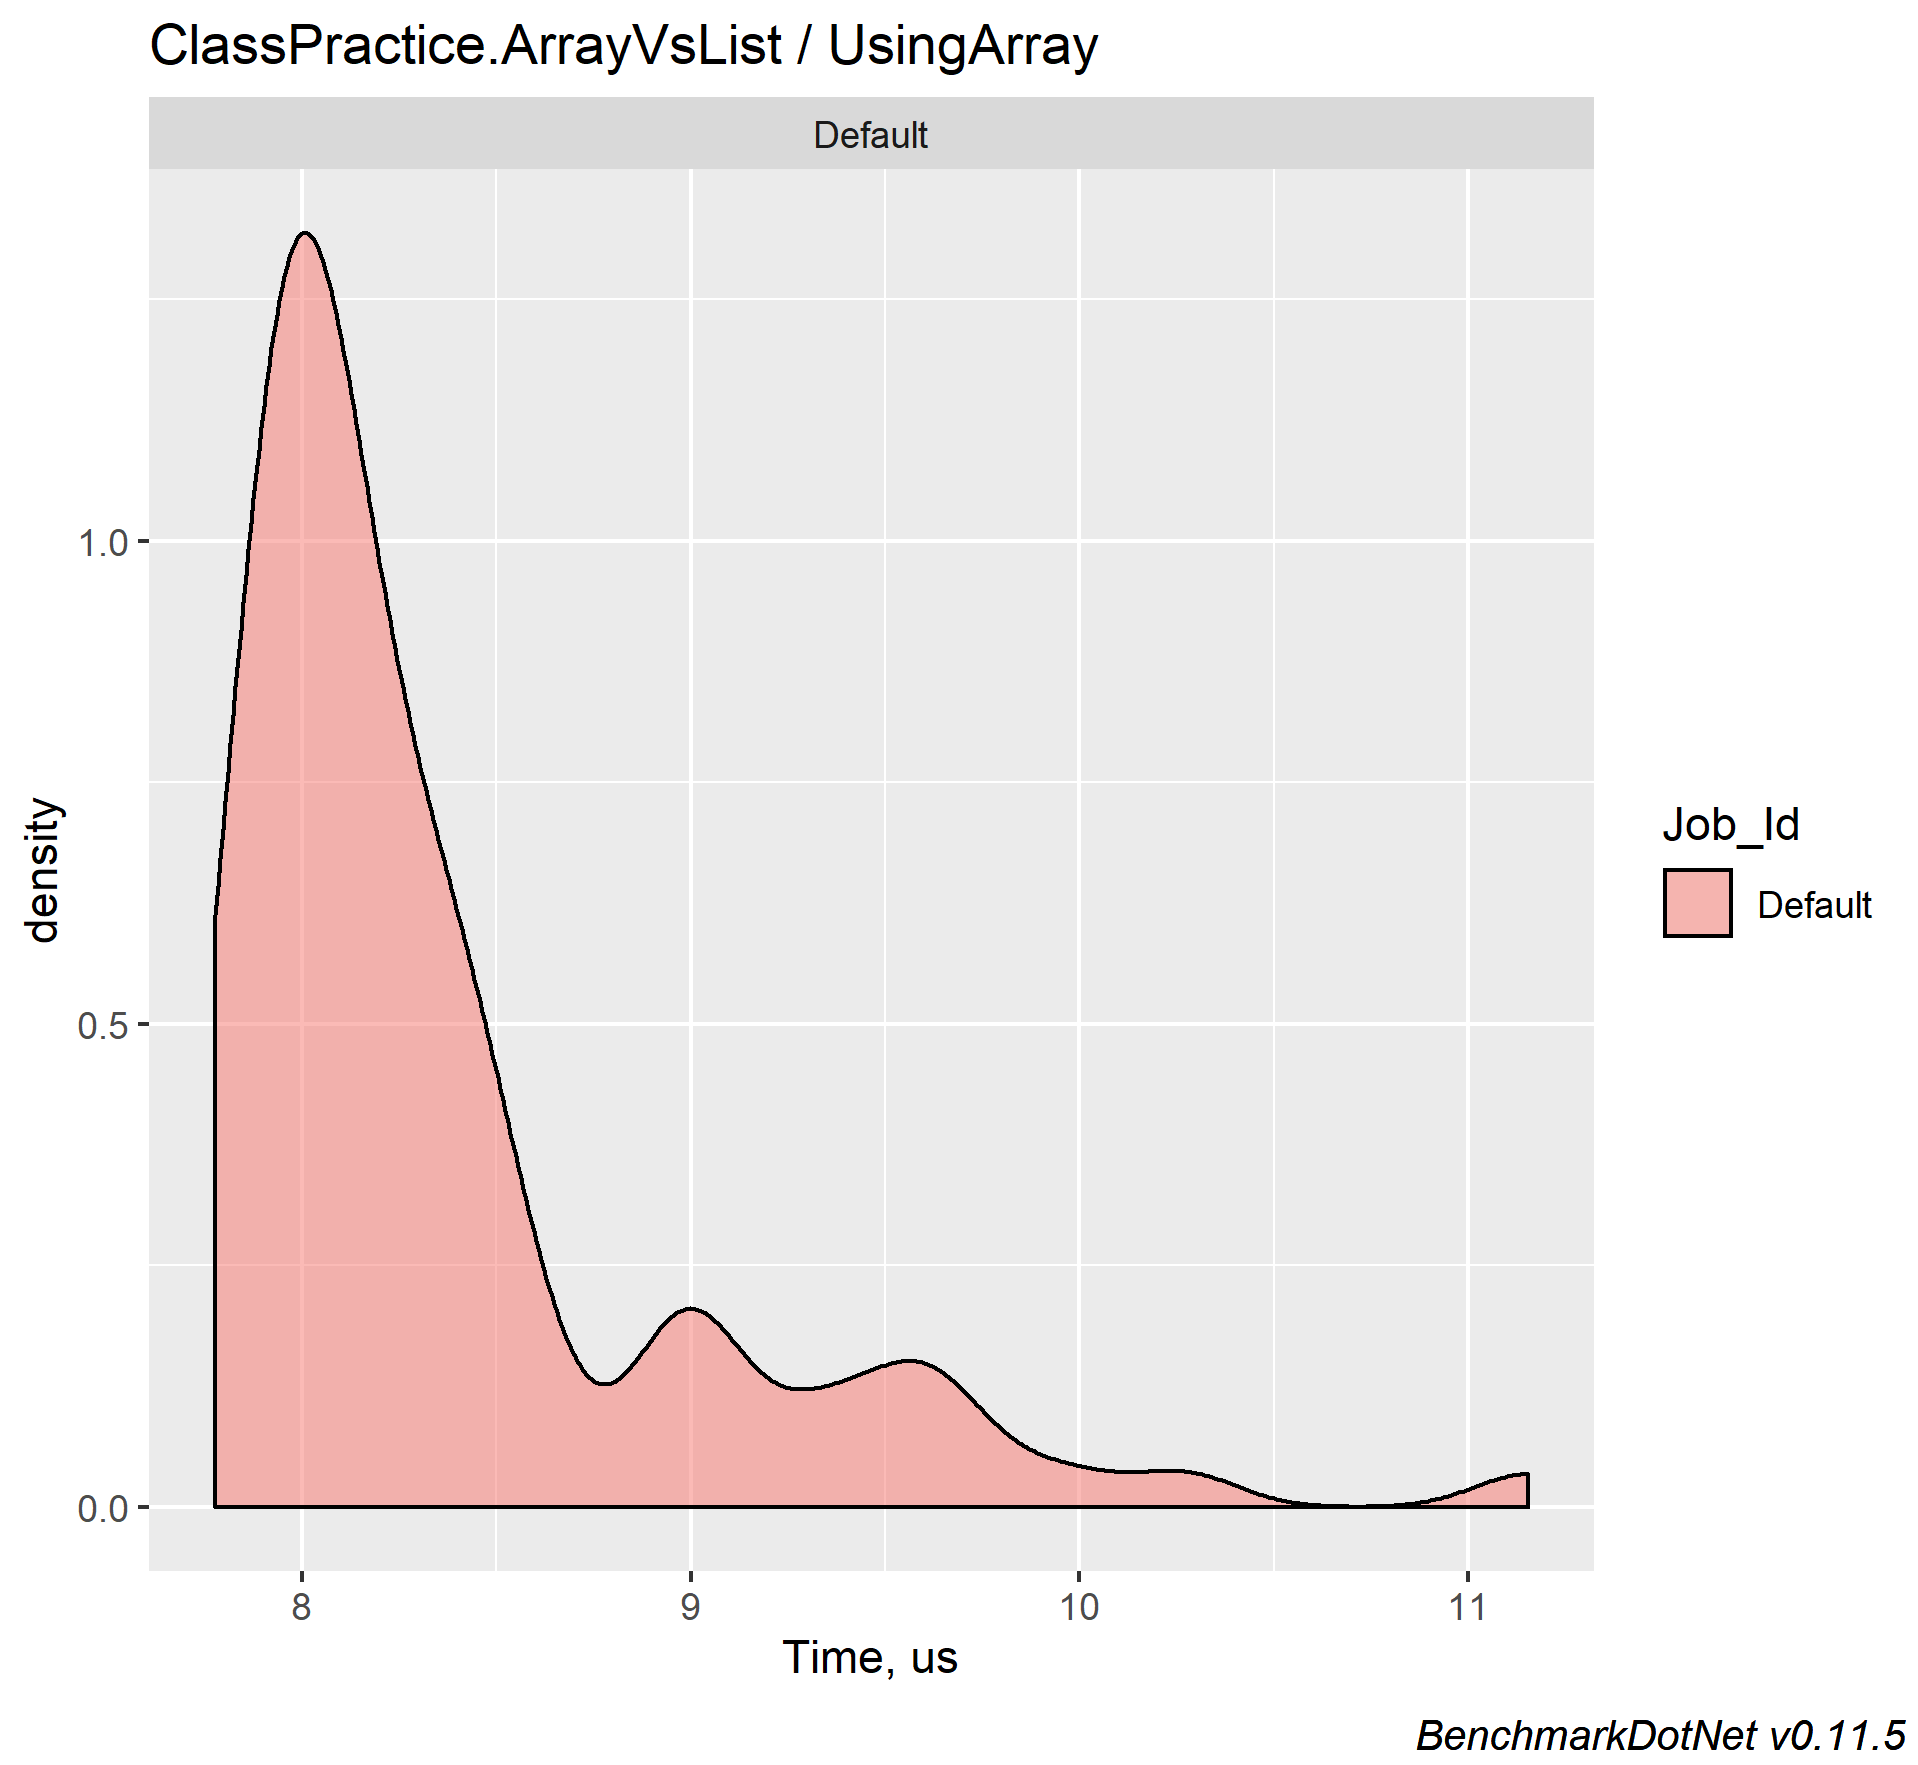 ClassPractice.ArrayVsList / UsingArray
Default
1.0
0.5
0.0
density
8 9 10 11
Time, us
Job_Id
Default
BenchmarkDotNet v0.11.5